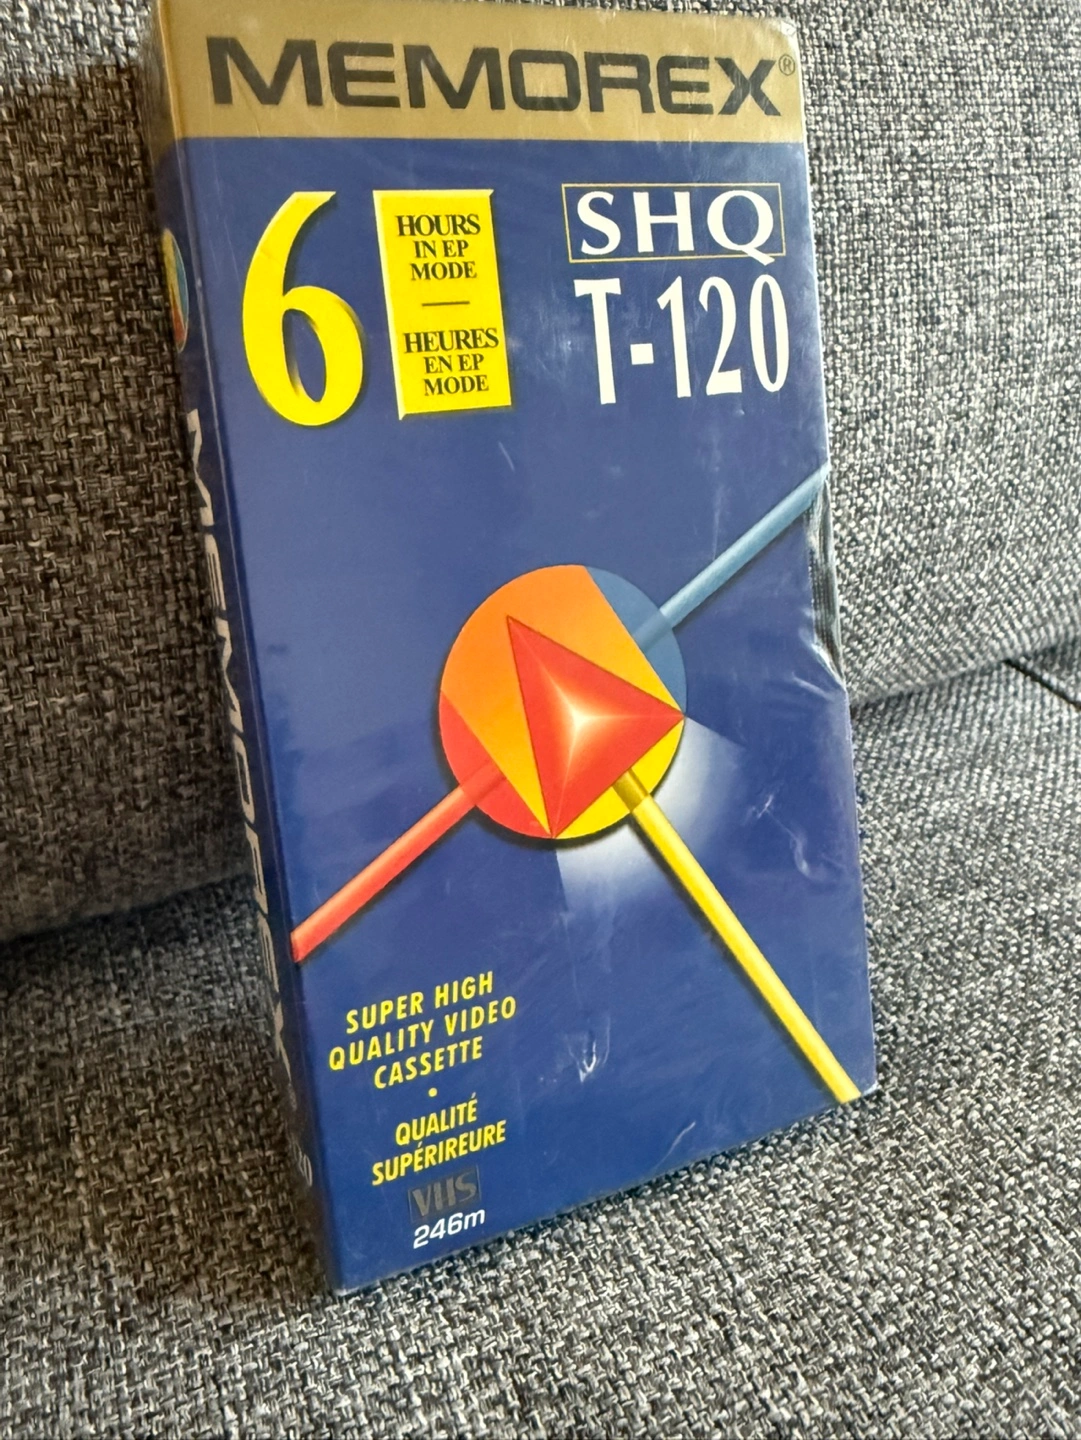 MEMOREX®
6
HOURS
IN EP
MODE
HEURES
EN EP
MODE
SHQ
T-120
MEMOREX
SUPER HIGH
QUALITY VIDEO
CASSETTE
•
QUALITÉ
SUPÉRIREURE
VHS
246m